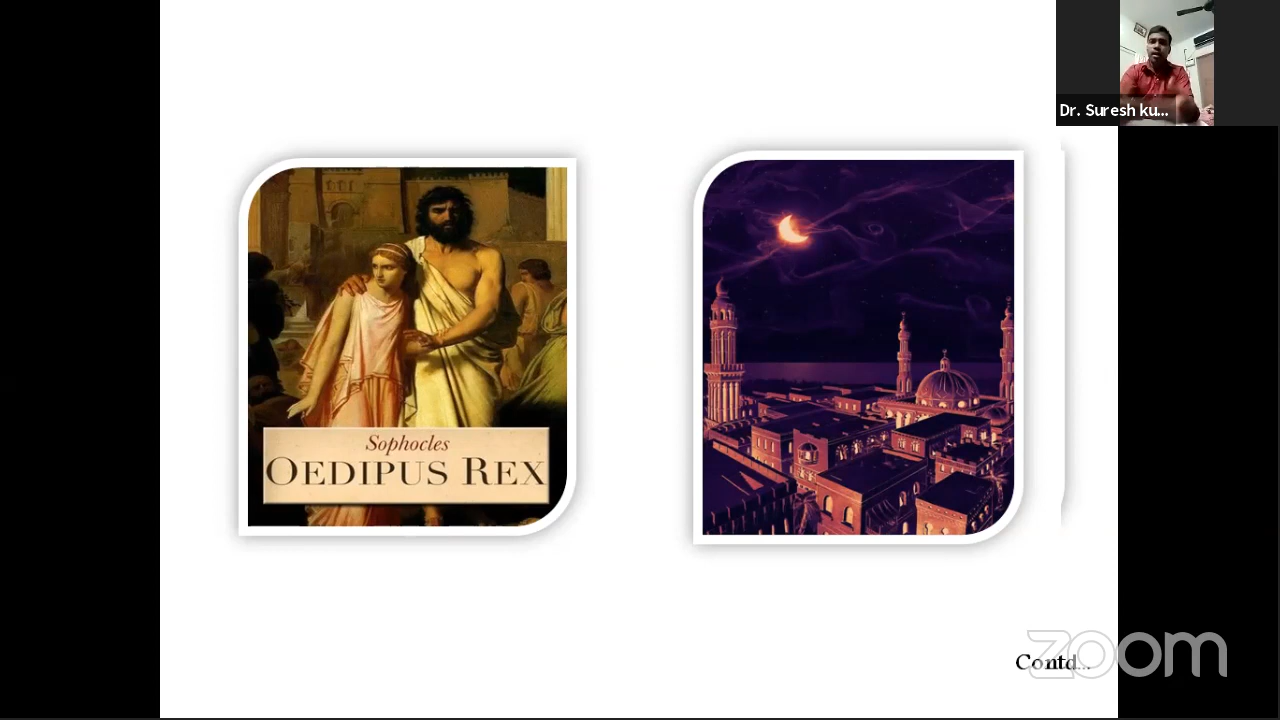 Dr. Suresh ku...
Sophocles
OEDIPUS REX
Contd...
zoom